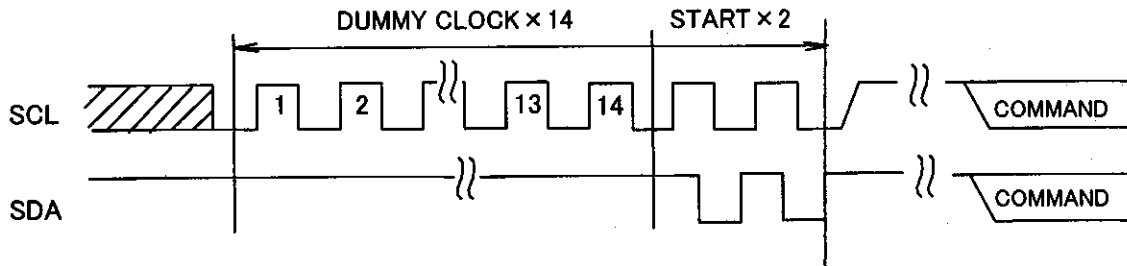 DUMMY CLOCK × 14 START × 2
SCL 1 2 13 14 COMMAND
SDA COMMAND